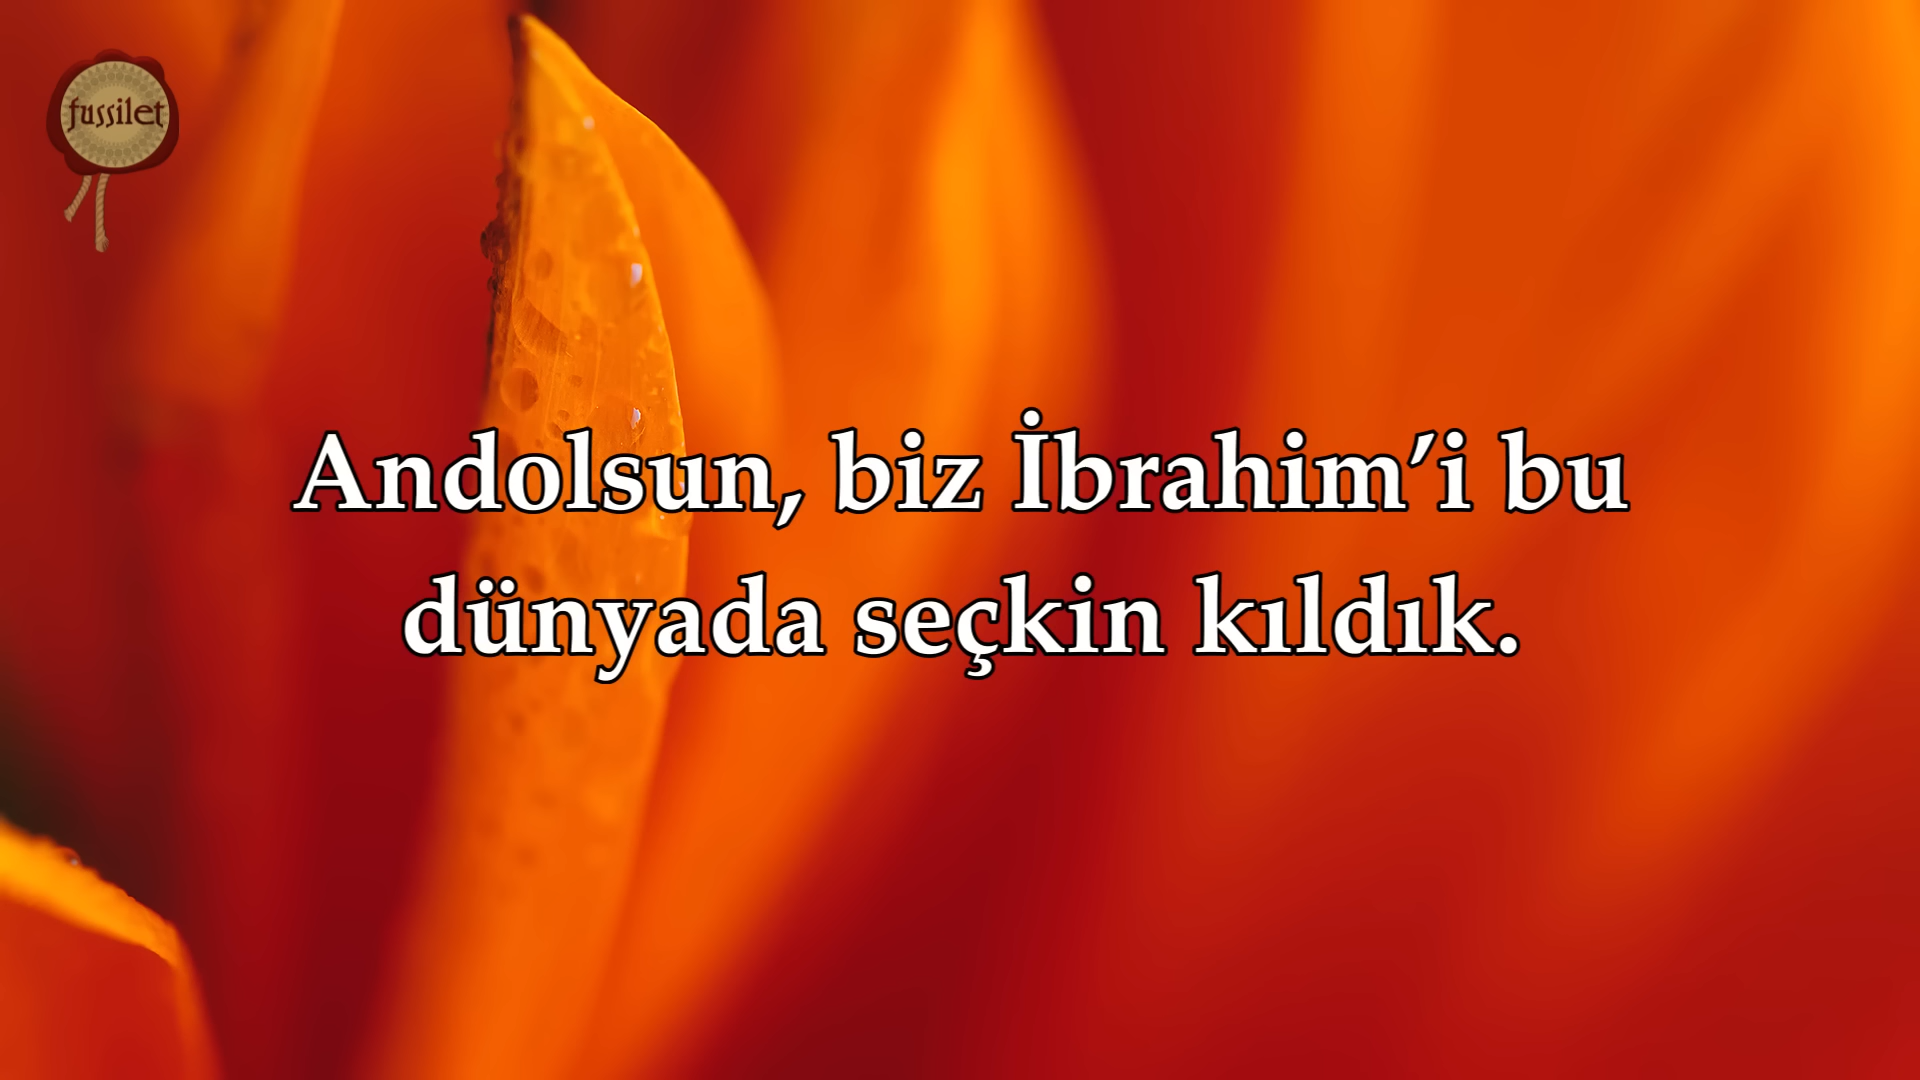 fussilet
Andolsun, biz İbrahim’i bu
dünyada seçkin kıldık.